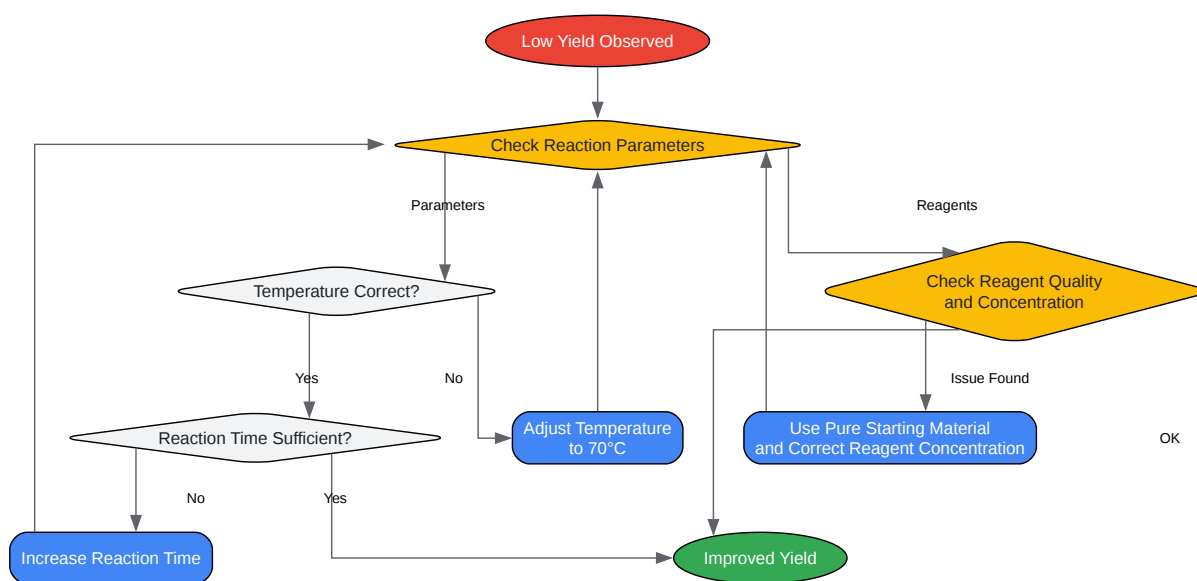 Low Yield Observed
Check Reaction Parameters
Parameters
Reagents
Temperature Correct?
Check Reagent Quality
and Concentration
Yes
No
Issue Found
Reaction Time Sufficient?
Adjust Temperature
to 70°C
Use Pure Starting Material
and Correct Reagent Concentration
OK
No
Yes
Increase Reaction Time
Improved Yield